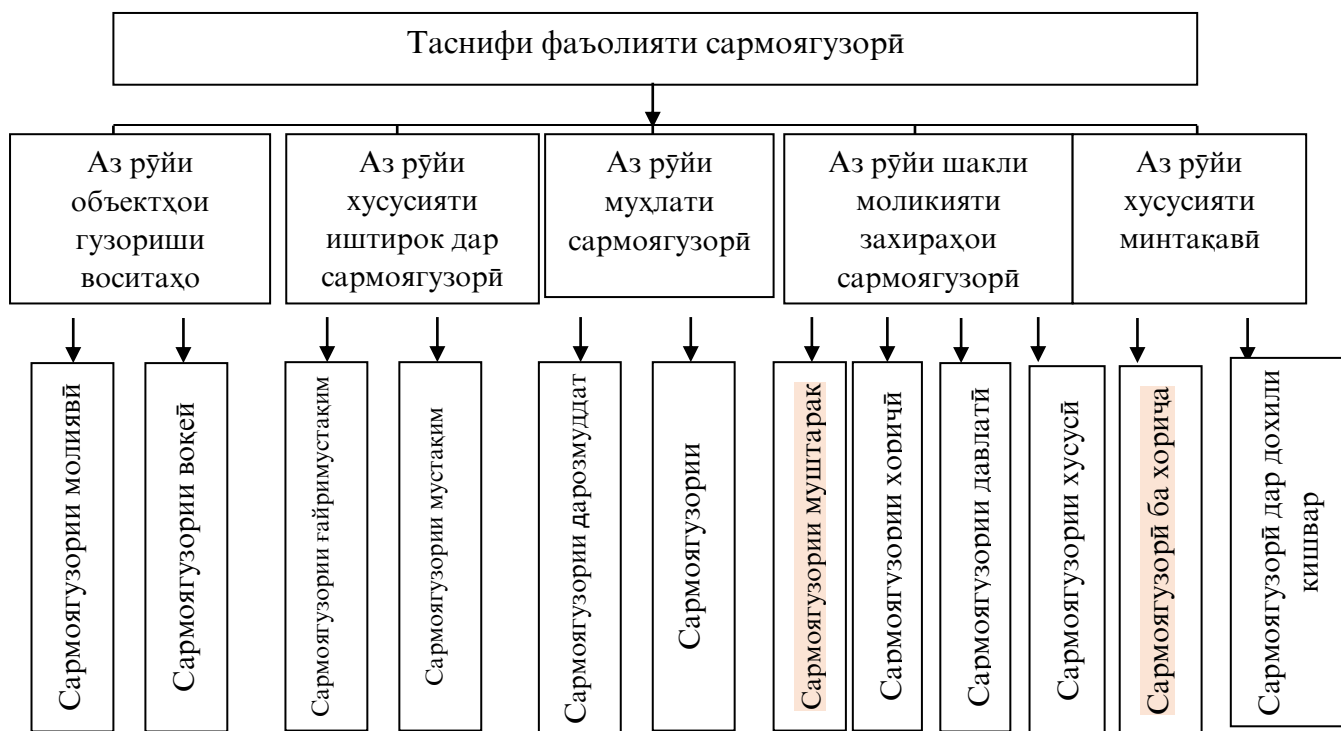 Таснифи фаъолияти сармоягузорӣ
Аз рӯйи
объектҳои
гузориши
воситаҳо
Аз рӯйи
хусусияти
иштирок дар
сармоягузорӣ
Аз рӯйи
муҳлати
сармоягузорӣ
Аз рӯйи шакли
моликияти
захираҳои
сармоягузорӣ
Аз рӯйи
хусусияти
минтақавӣ
Сармоягузории молиявӣ
Сармоягузории воқеӣ
Сармоягузории ғайримустақим
Сармоягузории мустақим
Сармоягузории дарозмуддат
Сармоягузории
Сармоягузории муштарак
Сармоягузории хориҷӣ
Сармоягузории давлатӣ
Сармоягузории хусусӣ
Сармоягузорӣ ба хориҷа
Сармоягузорӣ дар дохили
кишвар